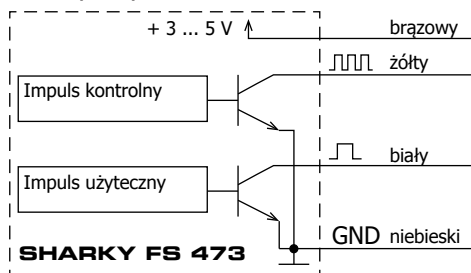 + 3 ... 5 V brązowy
żółty
Impuls kontrolny
biały
Impuls użyteczny
GND niebieski
SHARKY FS 473